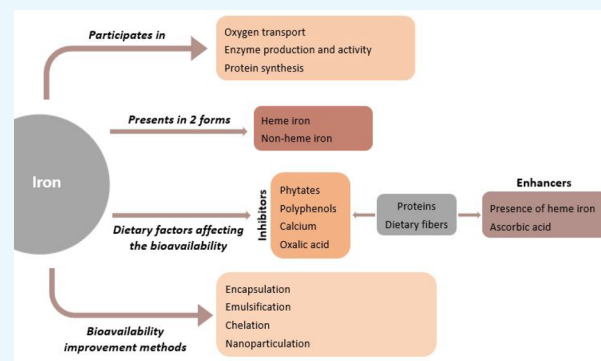 Participates in
Oxygen transport
Enzyme production and activity
Protein synthesis
Presents in 2 forms
Heme iron
Non-heme iron
Iron
Dietary factors affecting
the bioavailability
Inhibitors
Phytates
Polyphenols
Calcium
Oxalic acid
Proteins
Dietary fibers
Enhancers
Presence of heme iron
Ascorbic acid
Bioavailability
improvement methods
Encapsulation
Emulsification
Chelation
Nanoparticulation